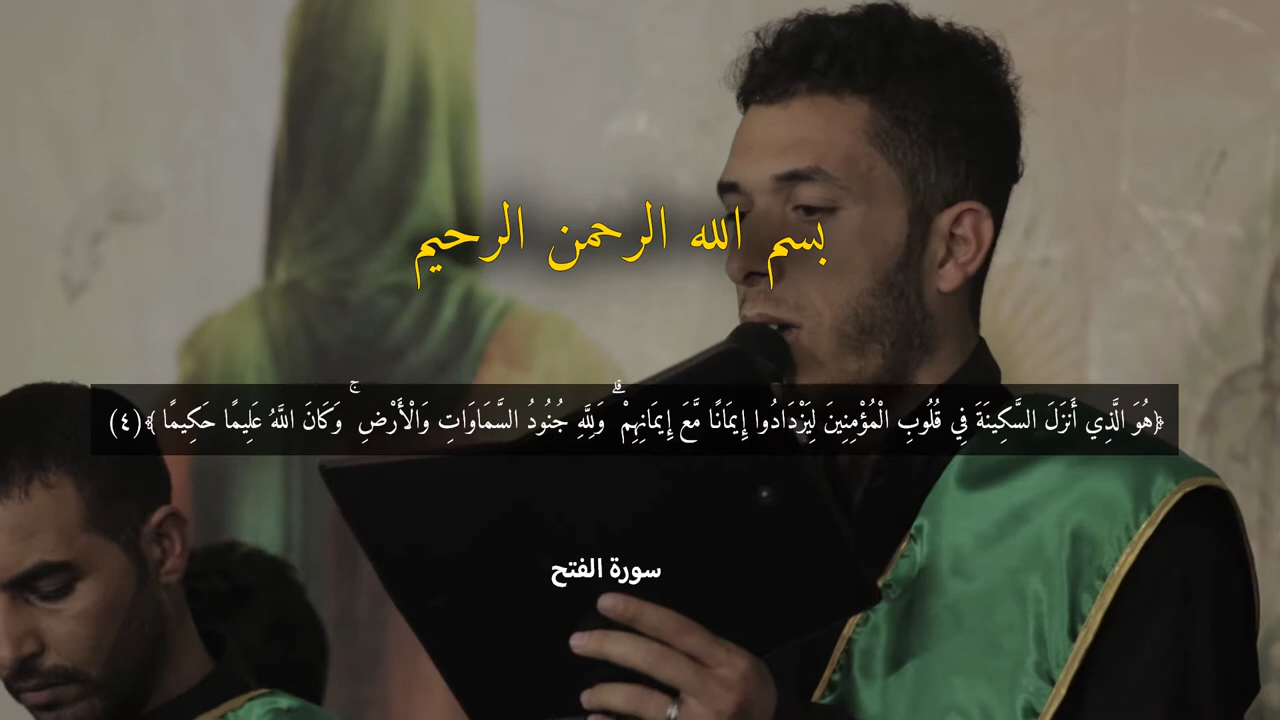 بسم الله الرحمن الرحيم
﴿هُوَ الَّذِي أَنزَلَ السَّكِينَةَ فِي قُلُوبِ الْمُؤْمِنِينَ لِيَزْدَادُوا إِيمَانًا مَّعَ إِيمَانِهِمْ ۗ وَلِلَّهِ جُنُودُ السَّمَاوَاتِ وَالْأَرْضِ ۚ وَكَانَ اللَّهُ عَلِيمًا حَكِيمًا ﴾(٤)
سورة الفتح